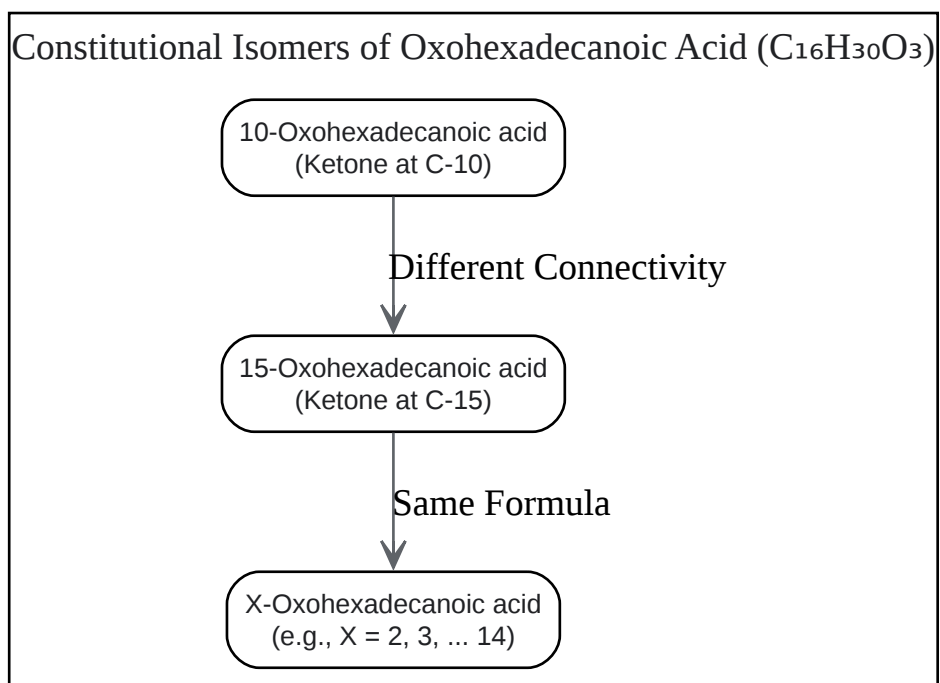 Constitutional Isomers of Oxohexadecanoic Acid (C₁₆H₃₀O₃)
10-Oxohexadecanoic acid
(Ketone at C-10)
Different Connectivity
15-Oxohexadecanoic acid
(Ketone at C-15)
Same Formula
X-Oxohexadecanoic acid
(e.g., X = 2, 3, ... 14)